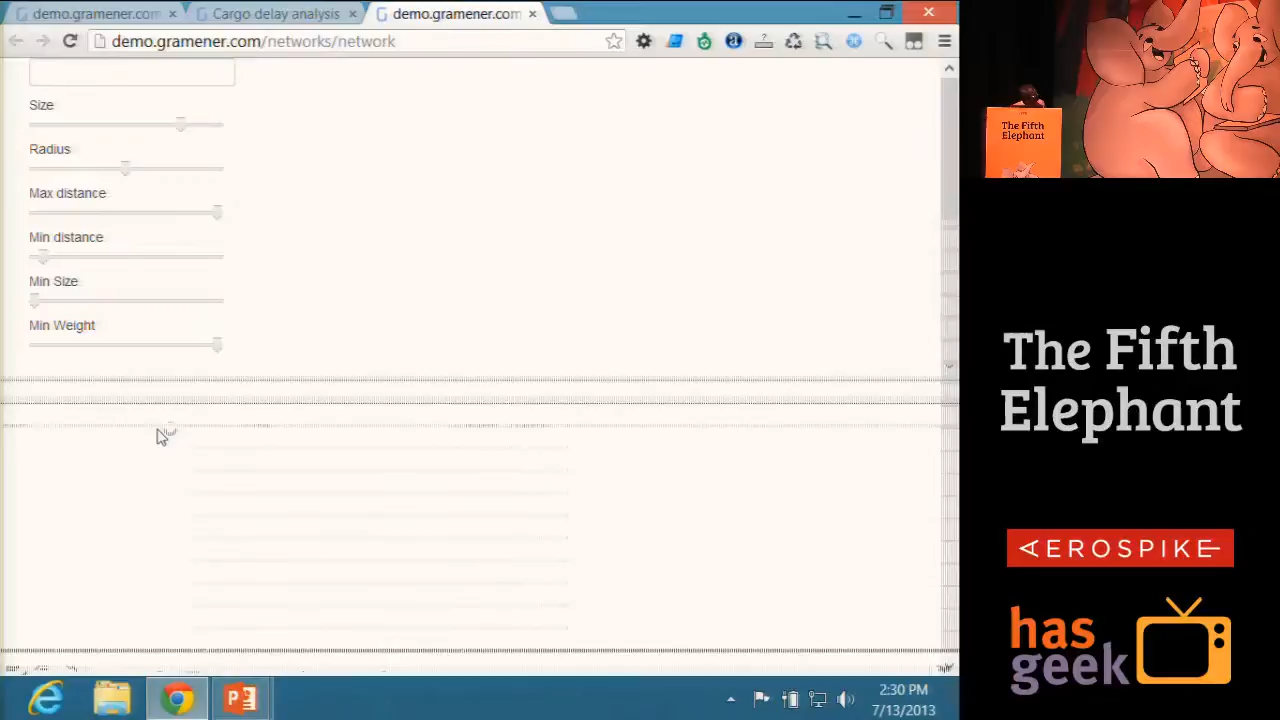 demo.gramener.com
Cargo delay analysis
demo.gramener.com
demo.gramener.com/networks/network
Size
Radius
Max distance
Min distance
Min Size
Min Weight
2:30 PM
7/13/2013
The Fifth
Elephant
The Fifth
Elephant
AEROSPIKE
has
geek